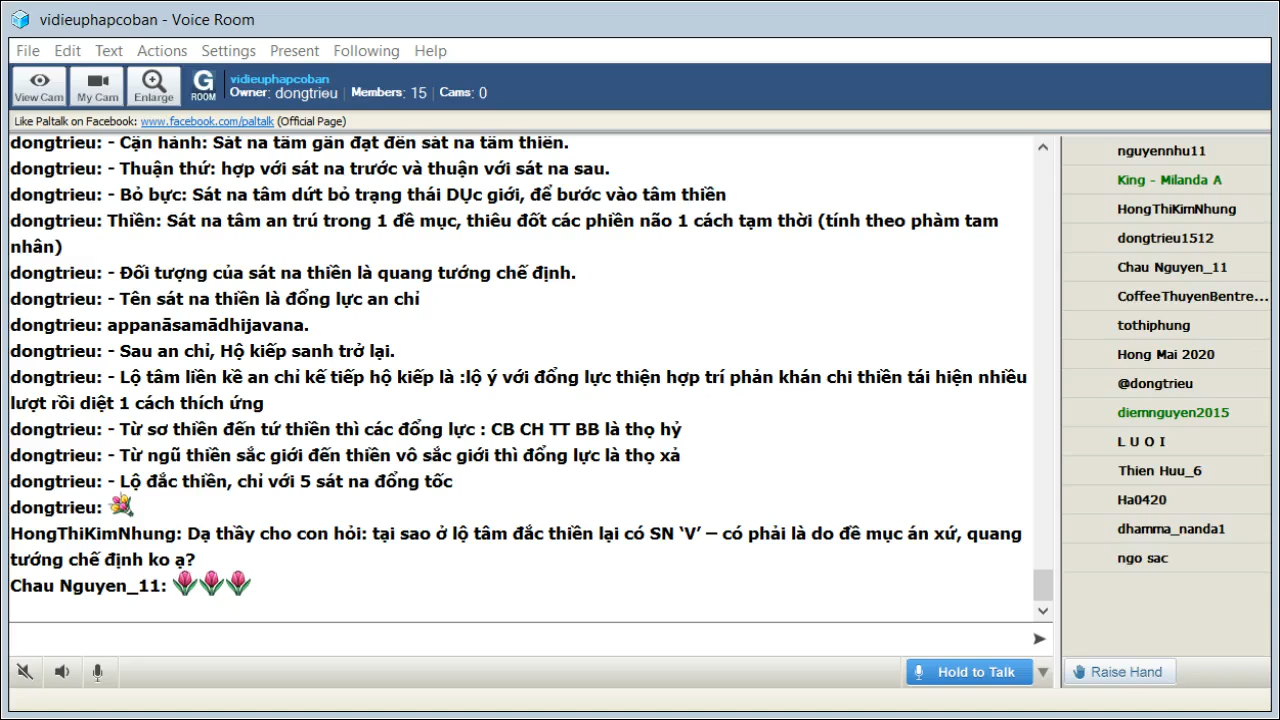 vidieuphapcoban - Voice Room
File Edit Text Actions Settings Present Following Help
View Cam My Cam Enlarge G ROOM vidieuphapcoban
Owner: dongtrieu | Members: 15 | Cams: 0
Like Paltalk on Facebook: www.facebook.com/paltalk (Official Page)
dongtrieu: - Cận hành: Sát na tâm gần đạt đến sát na tâm thiền.
dongtrieu: - Thuận thứ: hợp với sát na trước và thuận với sát na sau.
dongtrieu: - Bỏ bực: Sát na tâm dứt bỏ trạng thái DỤc giới, để bước vào tâm thiền
dongtrieu: Thiền: Sát na tâm an trú trong 1 đề mục, thiêu đốt các phiền não 1 cách tạm thời (tính theo phàm tam
nhân)
dongtrieu: - Đối tượng của sát na thiền là quang tướng chế định.
dongtrieu: - Tên sát na thiền là đổng lực an chỉ
dongtrieu: appanāsamādhijavana.
dongtrieu: - Sau an chỉ, Hộ kiếp sanh trở lại.
dongtrieu: - Lộ tâm liền kề an chỉ kế tiếp hộ kiếp là :lộ ý với đổng lực thiện hợp trí phản khán chi thiền tái hiện nhiều
lượt rồi diệt 1 cách thích ứng
dongtrieu: - Từ sơ thiền đến tứ thiền thì các đổng lực : CB CH TT BB là thọ hỷ
dongtrieu: - Từ ngũ thiền sắc giới đến thiền vô sắc giới thì đổng lực là thọ xả
dongtrieu: - Lộ đắc thiền, chỉ với 5 sát na đổng tốc
dongtrieu:
HongThiKimNhung: Dạ thầy cho con hỏi: tại sao ở lộ tâm đắc thiền lại có SN ‘V’ – có phải là do đề mục án xứ, quang
tướng chế định ko ạ?
Chau Nguyen_11:
nguyennhu11
King - Milanda A
HongThiKimNhung
dongtrieu1512
Chau Nguyen_11
CoffeeThuyenBentre...
tothiphung
Hong Mai 2020
@dongtrieu
diemnguyen2015
L U O I
Thien Huu_6
Ha0420
dhamma_nanda1
ngo sac
Hold to Talk
Raise Hand